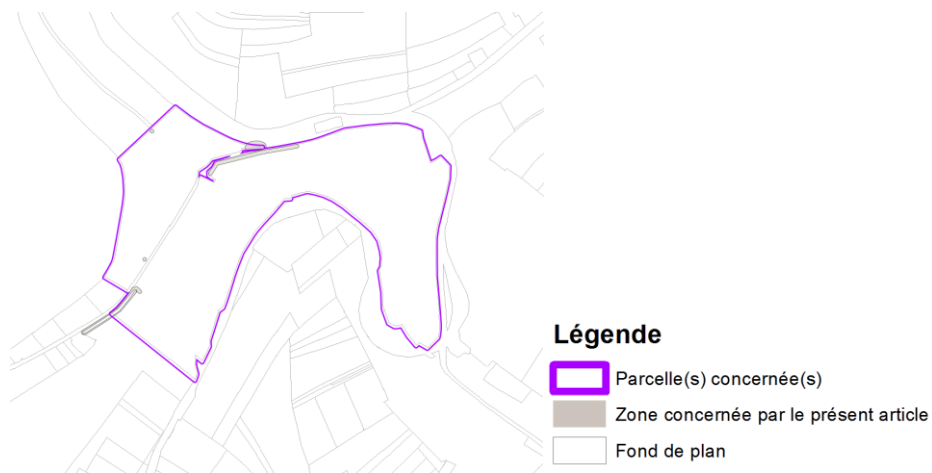 Légende
Parcelle(s) concernée(s)
Zone concernée par le présent article
Fond de plan